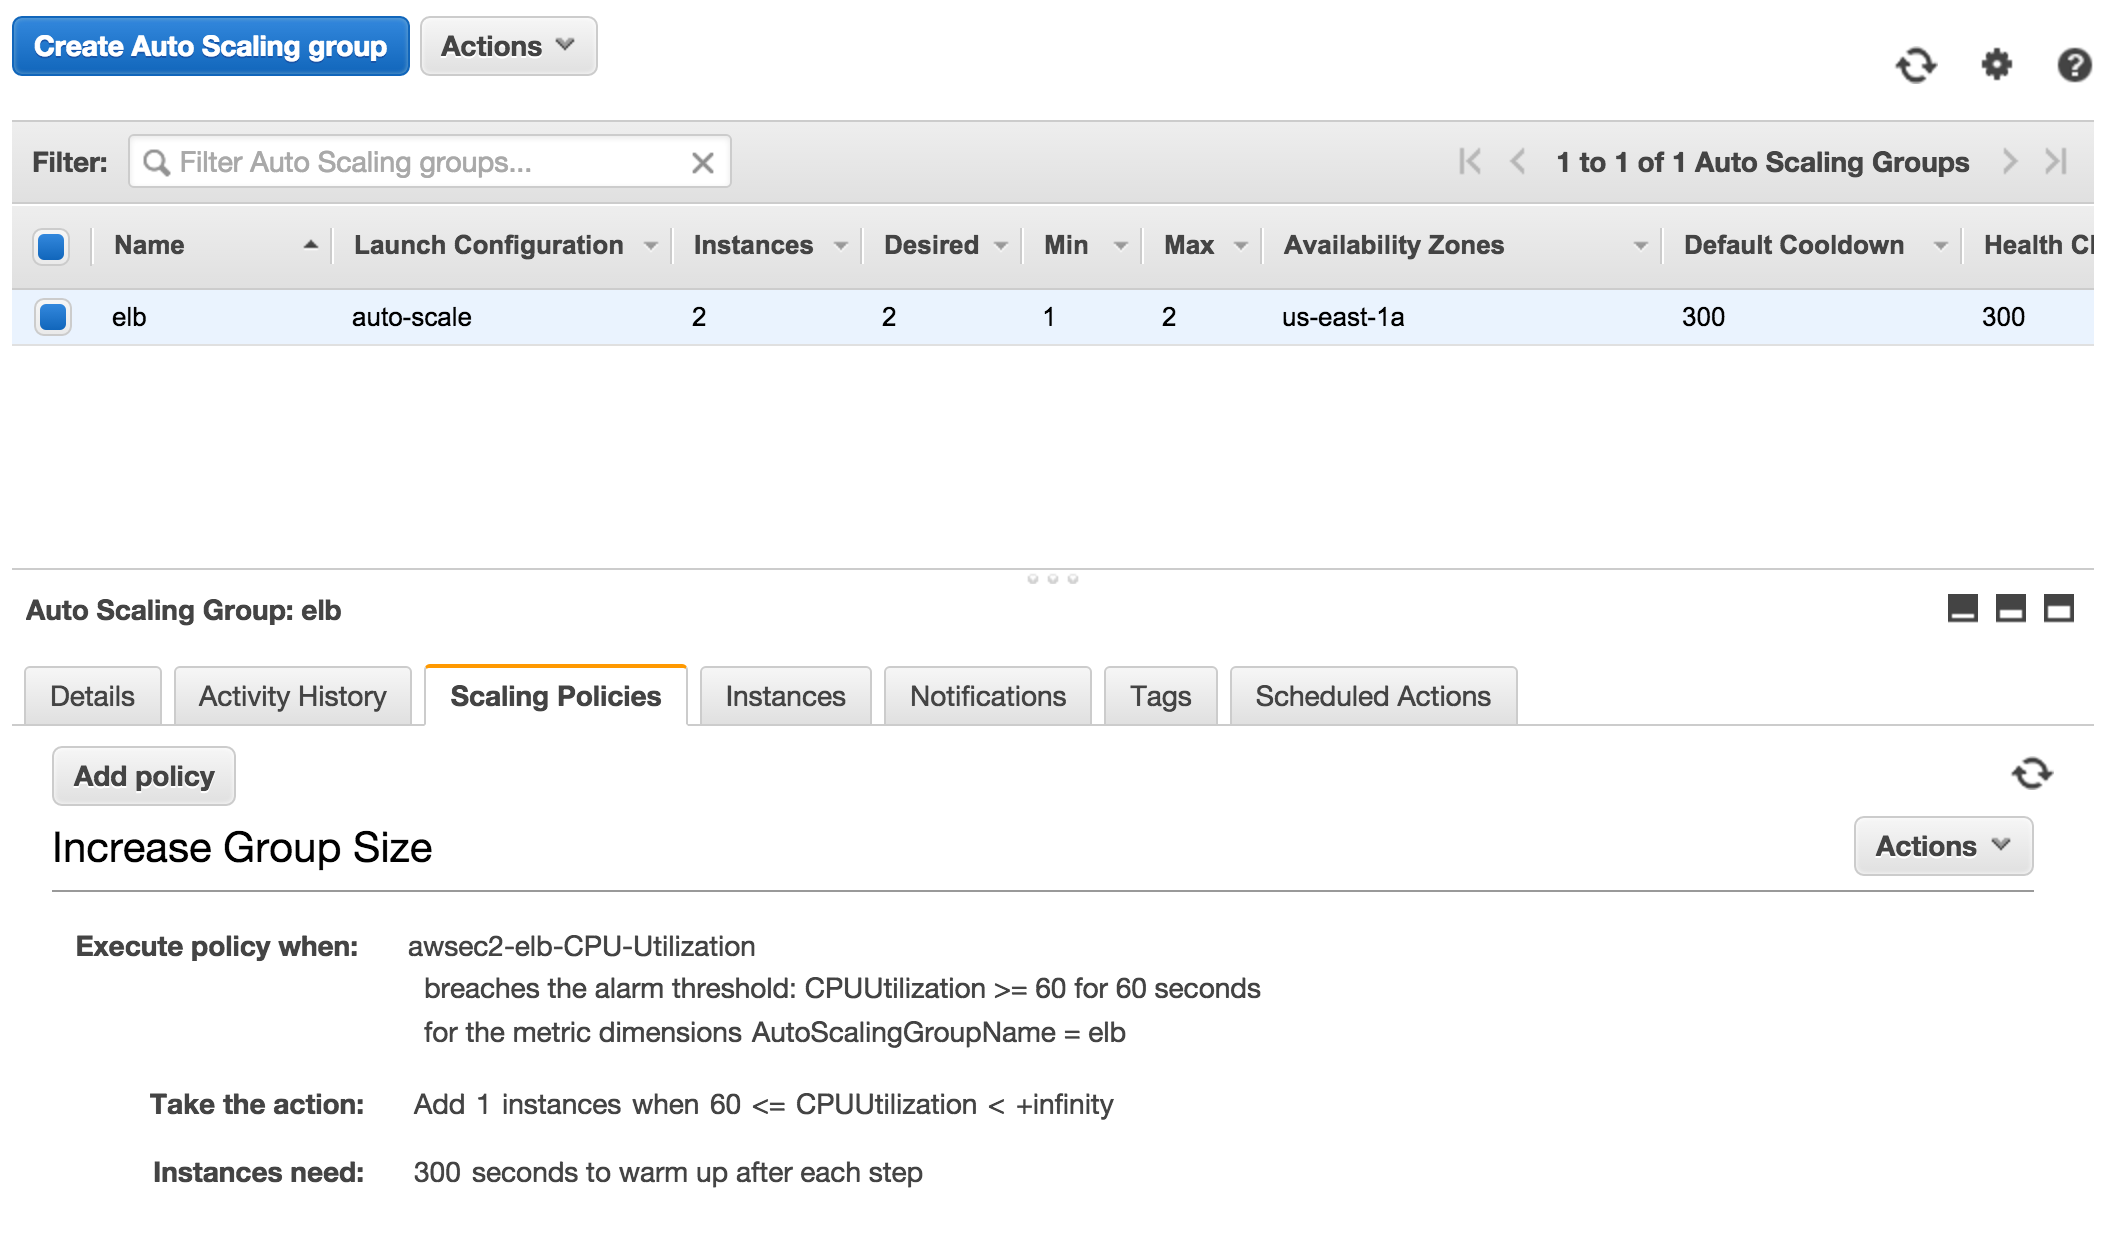 Create Auto Scaling group Actions
Filter: Filter Auto Scaling groups... 1 to 1 of 1 Auto Scaling Groups
Name Launch Configuration Instances Desired Min Max Availability Zones Default Cooldown Health Cl
elb auto-scale 2 2 1 2 us-east-1a 300 300
Auto Scaling Group: elb
Details Activity History Scaling Policies Instances Notifications Tags Scheduled Actions
Add policy
Increase Group Size Actions
Execute policy when: awsec2-elb-CPU-Utilization
breaches the alarm threshold: CPUUtilization >= 60 for 60 seconds
for the metric dimensions AutoScalingGroupName = elb
Take the action: Add 1 instances when 60 <= CPUUtilization < +infinity
Instances need: 300 seconds to warm up after each step